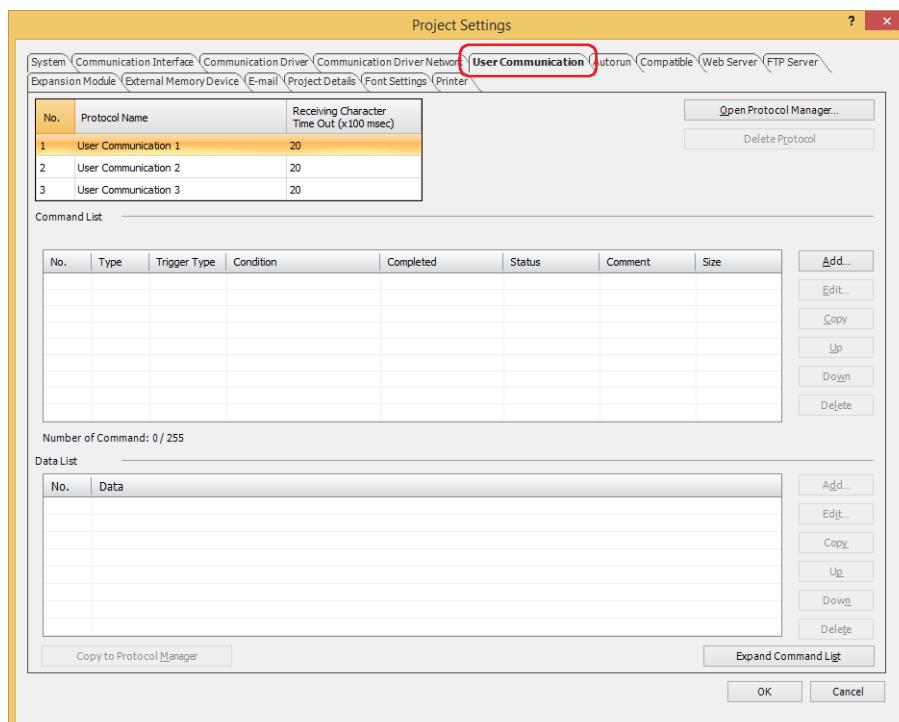 Project Settings
? ×
System Communication Interface Communication Driver Communication Driver Network User Communication Autorun Compatible Web Server FTP Server
Expansion Module External Memory Device E-mail Project Details Font Settings Printer
No. Protocol Name Receiving Character Time Out (x100 msec)
1 User Communication 1 20
2 User Communication 2 20
3 User Communication 3 20
Open Protocol Manager...
Delete Protocol
Command List
No. Type Trigger Type Condition Completed Status Comment Size
Add...
Edit...
Copy
Up
Down
Delete
Number of Command: 0 / 255
Data List
No. Data
Add...
Edit...
Copy
Up
Down
Delete
Copy to Protocol Manager
Expand Command List
OK Cancel